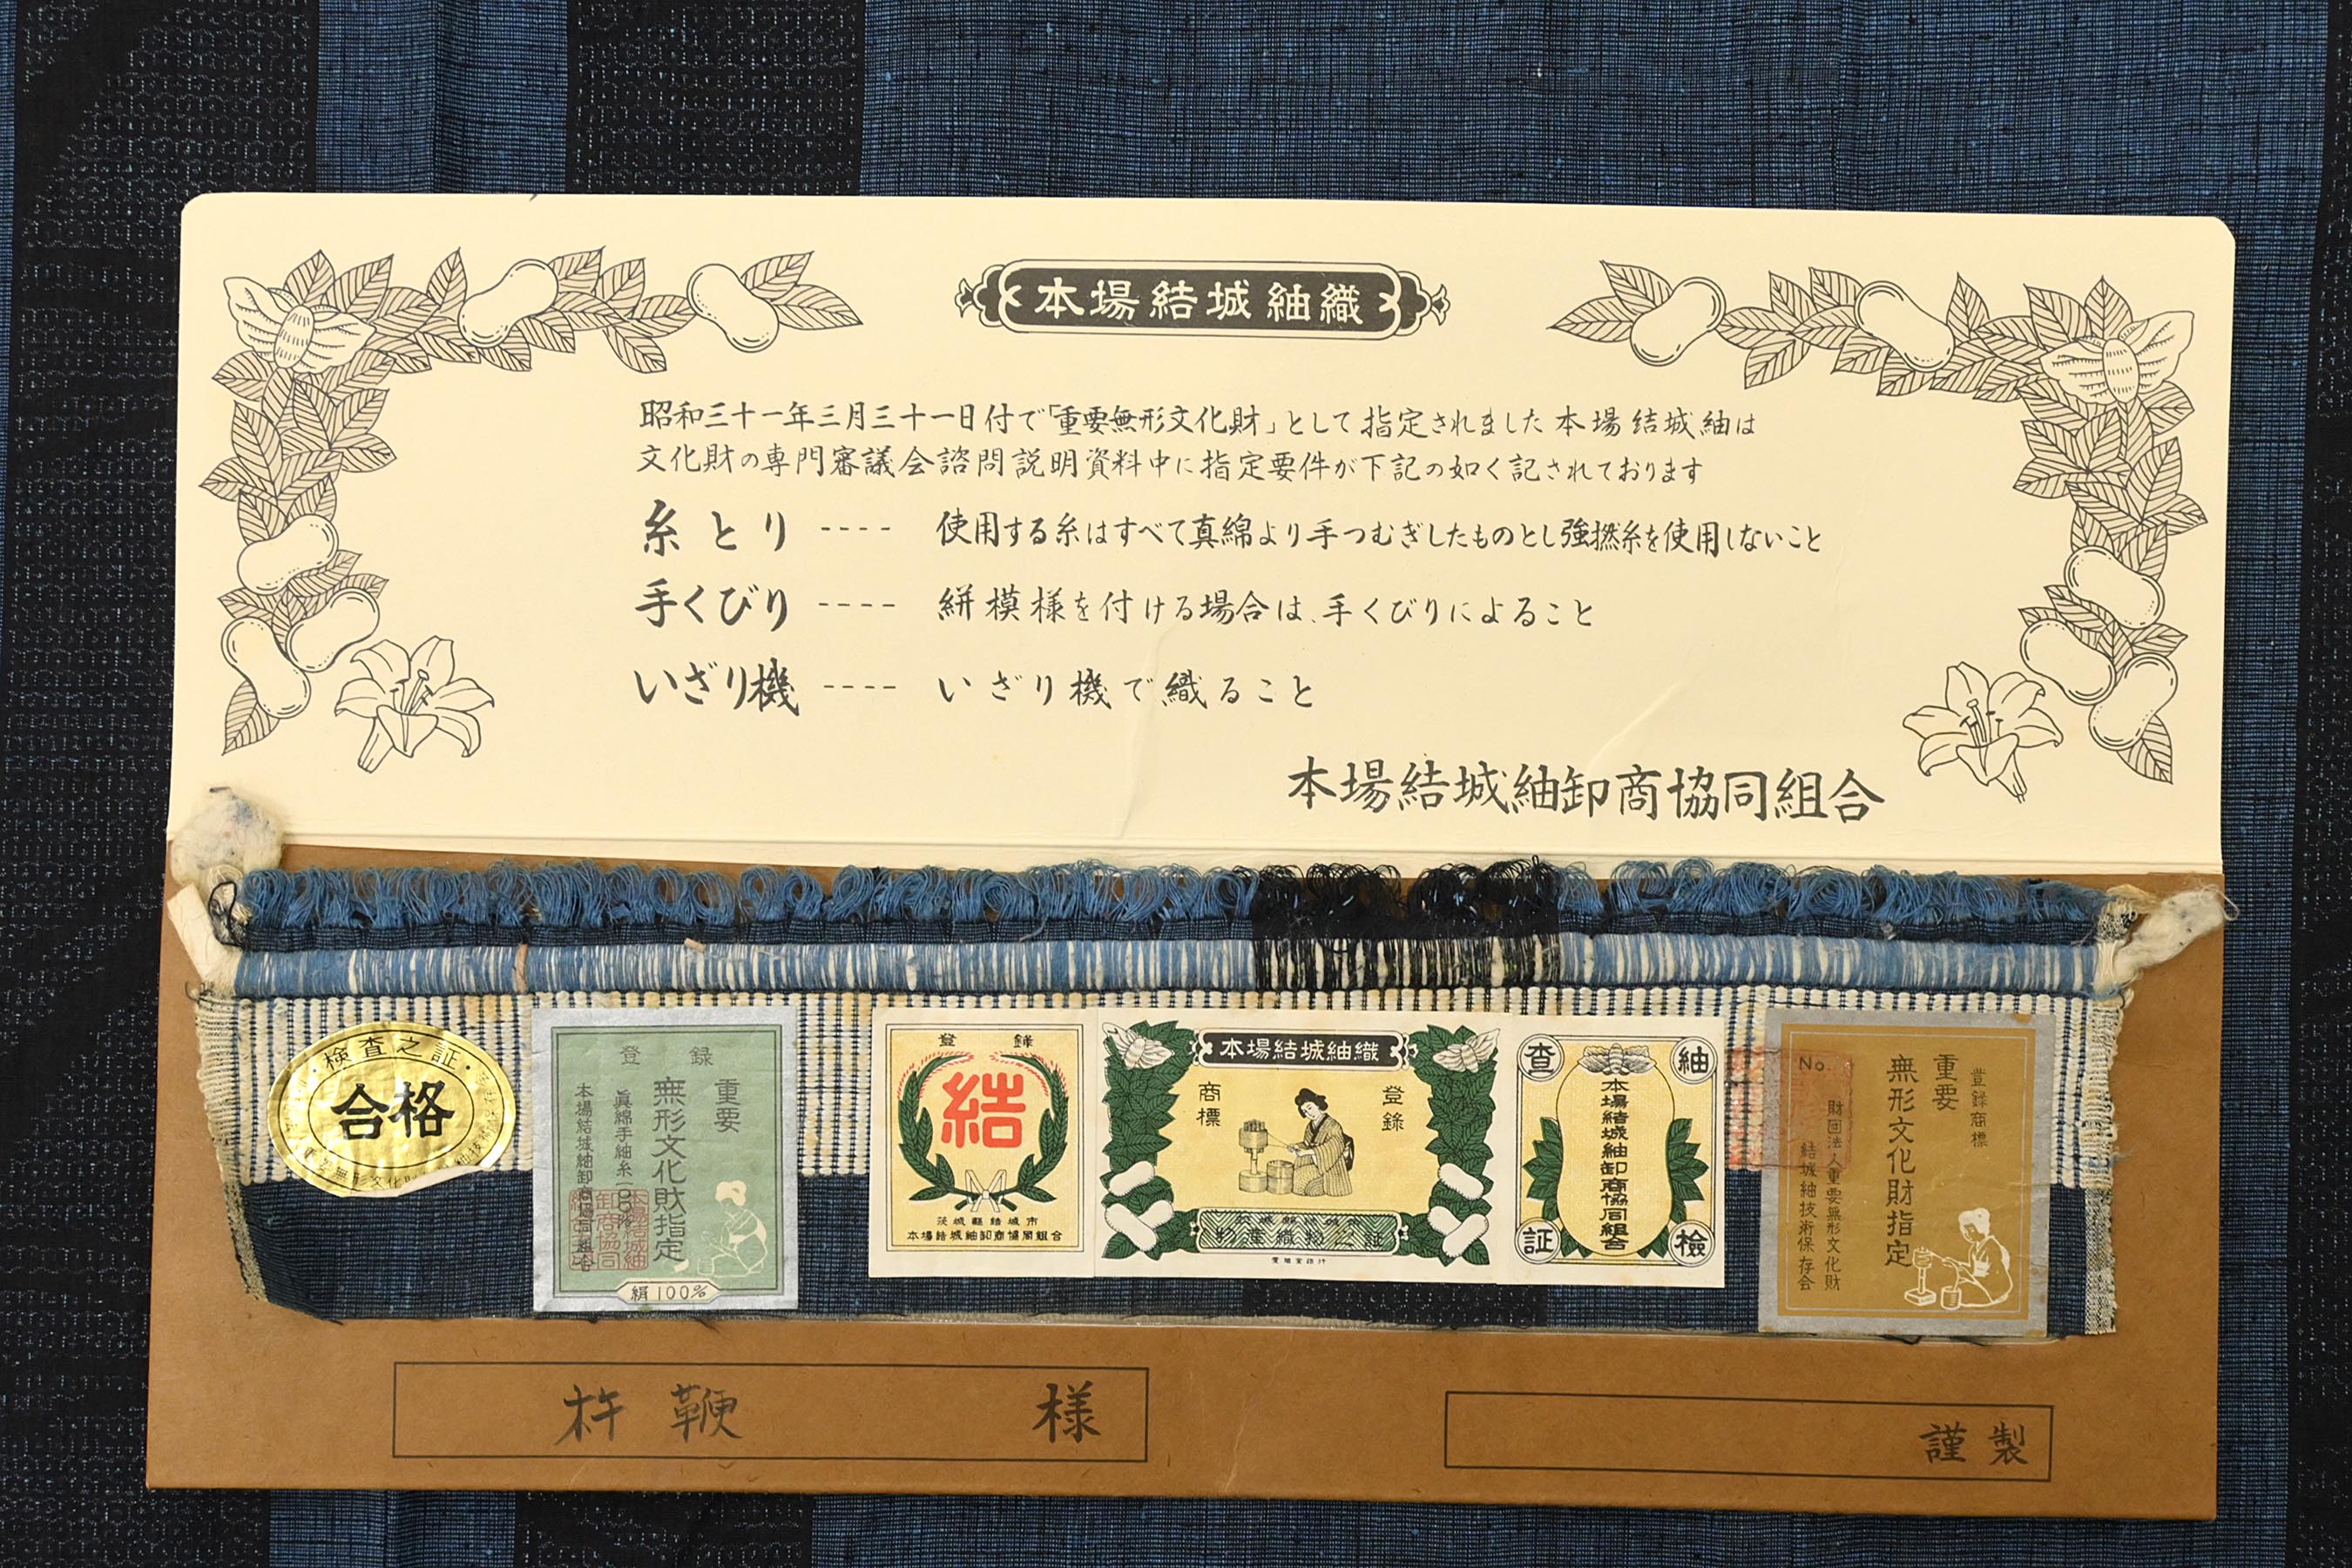 本場結城紬織
昭和三十一年三月三十一日付で「重要無形文化財」として指定されました本場結城紬は
文化財の専門審議会諮問説明資料中に指定要件が下記の如く記されております
糸とり ---- 使用する糸はすべて真綿より手つむぎしたものとし強撚糸を使用しないこと
手くびり ---- 絣模様を付ける場合は、手くびりによること
いざり機 ---- いざり機で織ること
本場結城紬卸商協同組合
・検査之証・
合格
登録
重要
無形文化財指定
眞綿手紬糸一〇〇%
本場結城紬卸商協同組合
絹100%
登録
結
茨城縣結城市
本場結城紬卸商協同組合
本場結城紬織
登録
商標
査
紬
本場結城紬卸商協同組合
証
檢
No.
登録商標
重要
無形文化財指定
財団法人重要無形文化財
結城紬技術保存会
杵鞭 様
謹製